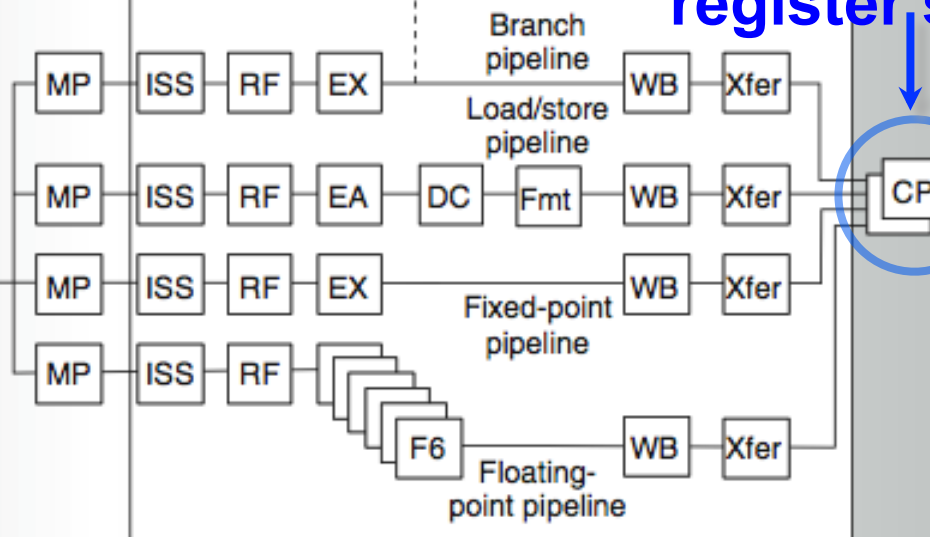 register
Branch
pipeline
MP ISS RF EX WB Xfer
Load/store
pipeline
MP ISS RF EA DC Fmt WB Xfer
CP
MP ISS RF EX WB Xfer
Fixed-point
pipeline
MP ISS RF
F6 WB Xfer
Floating-
point pipeline